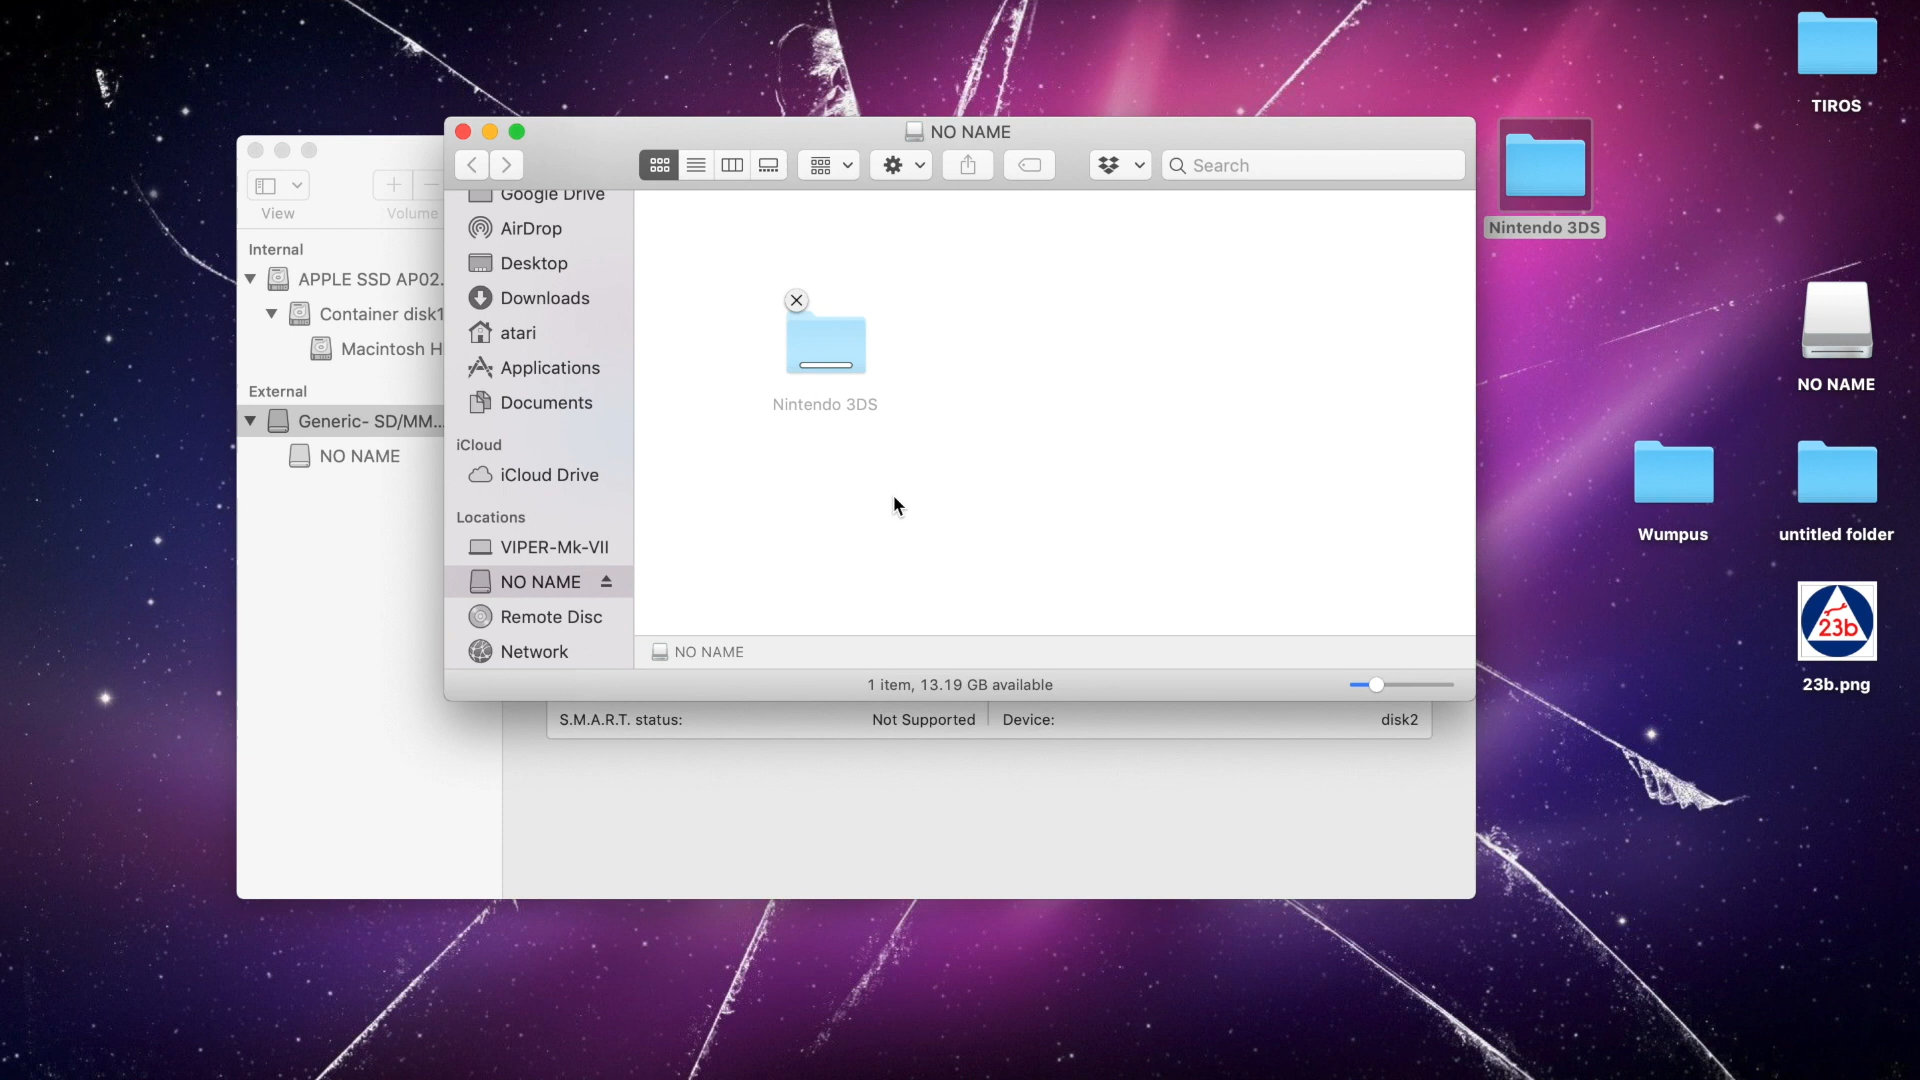 NO NAME
Search
Google Drive
AirDrop
Desktop
Downloads
atari
Applications
Documents
iCloud
iCloud Drive
Locations
VIPER-Mk-VII
NO NAME
Remote Disc
Network
Nintendo 3DS
NO NAME
1 item, 13.19 GB available
View
Volume
Internal
APPLE SSD AP02...
Container disk1
Macintosh H
External
Generic- SD/MM...
NO NAME
S.M.A.R.T. status:
Not Supported
Device:
disk2
TIROS
Nintendo 3DS
NO NAME
Wumpus
untitled folder
23b
23b.png